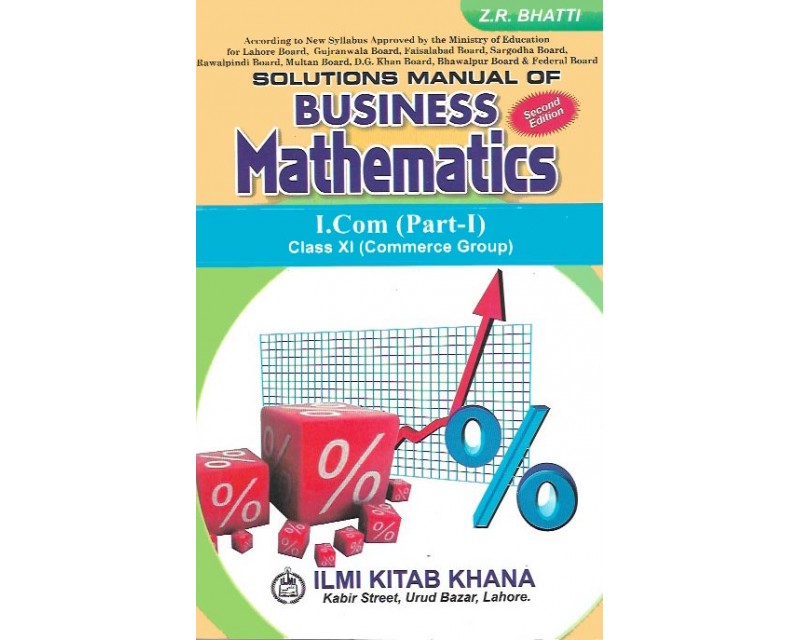 Z.R. BHATTI
According to New Syllabus Approved by the Ministry of Education
for Lahore Board, Gujranwala Board, Faisalabad Board, Sargodha Board,
Rawalpindi Board, Multan Board, D.G. Khan Board, Bhawalpur Board & Federal Board
SOLUTIONS MANUAL OF
BUSINESS
Second
Edition
Mathematics
I.Com (Part-I)
Class XI (Commerce Group)
%
%
%
ILMI
ILMI KITAB KHANA
Kabir Street, Urud Bazar, Lahore.